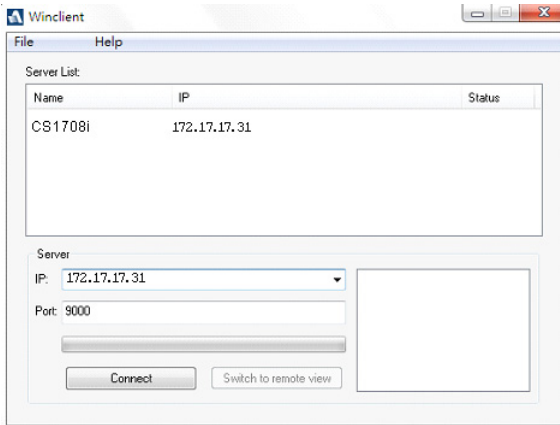 Winclient
File Help
Server List:
Name IP Status
CS1708i 172.17.17.31
Server
IP: 172.17.17.31
Port: 9000
Connect Switch to remote view